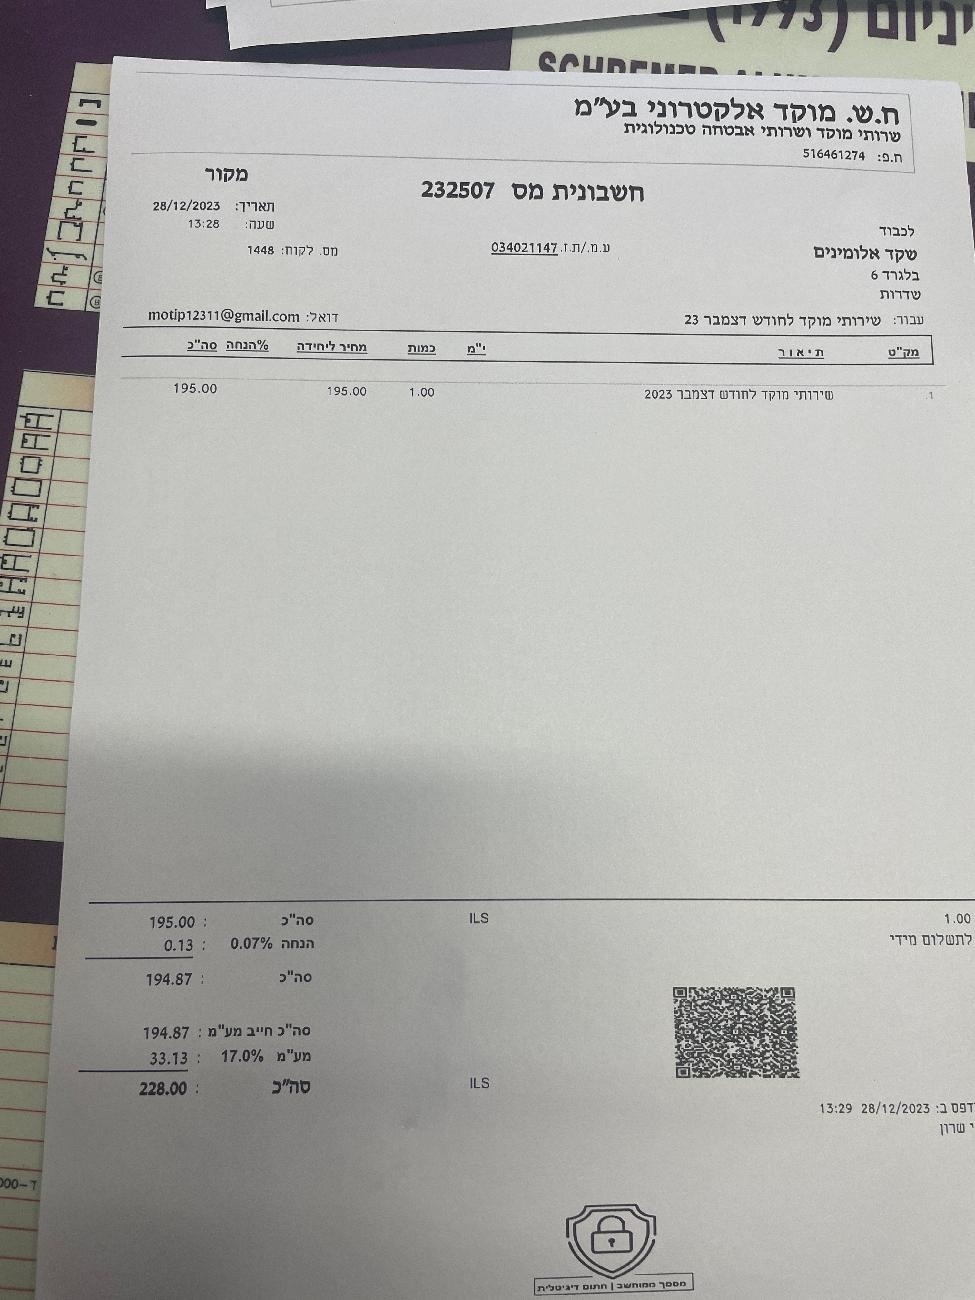 יניום (1993)
ח.ש. מוקד אלקטרוני בע"מ
שרותי מוקד ושרותי אבטחה טכנולוגית
ח.פ: 516461274
מקור
חשבונית מס 232507
תאריך: 28/12/2023
שעה: 13:28
מס. לקוח: 1448
ע.מ./ת.ז. 034021147
לכבוד
שקד אלומינים
בלגרד 6
שדרות
עבור: שירותי מוקד לחודש דצמבר 23
דואל: motip12311@gmail.com
מק"ט תיאור י"מ כמות מחיר ליחידה %הנחה סה"כ
1. שירותי מוקד לחודש דצמבר 2023 1.00 195.00 195.00
1.00 ILS סה"כ : 195.00
לתשלום מידי הנחה 0.07% : 0.13
סה"כ : 194.87
סה"כ חייב מע"מ : 194.87
מע"מ 17.0% : 33.13
ILS סה"כ : 228.00
דפס ב: 28/12/2023 13:29
י שרון
מסמך ממוחשב | חתום דיגיטלית